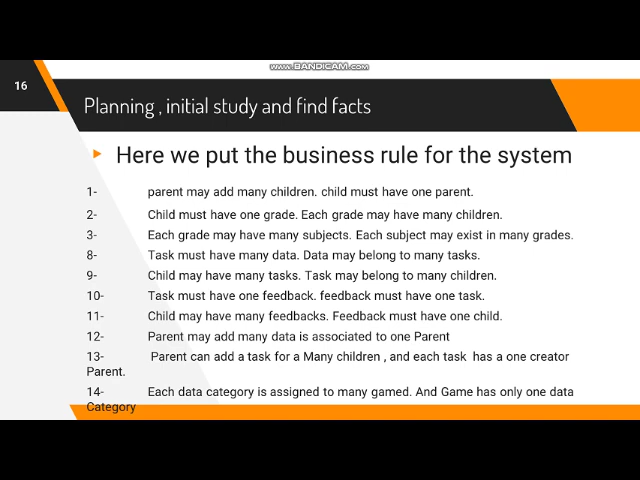 www.BANDICAM.com
16
Planning , initial study and find facts
Here we put the business rule for the system
1- parent may add many children. child must have one parent.
2- Child must have one grade. Each grade may have many children.
3- Each grade may have many subjects. Each subject may exist in many grades.
8- Task must have many data. Data may belong to many tasks.
9- Child may have many tasks. Task may belong to many children.
10- Task must have one feedback. feedback must have one task.
11- Child may have many feedbacks. Feedback must have one child.
12- Parent may add many data is associated to one Parent
13- Parent can add a task for a Many children , and each task has a one creator
Parent.
14- Each data category is assigned to many gamed. And Game has only one data
Category